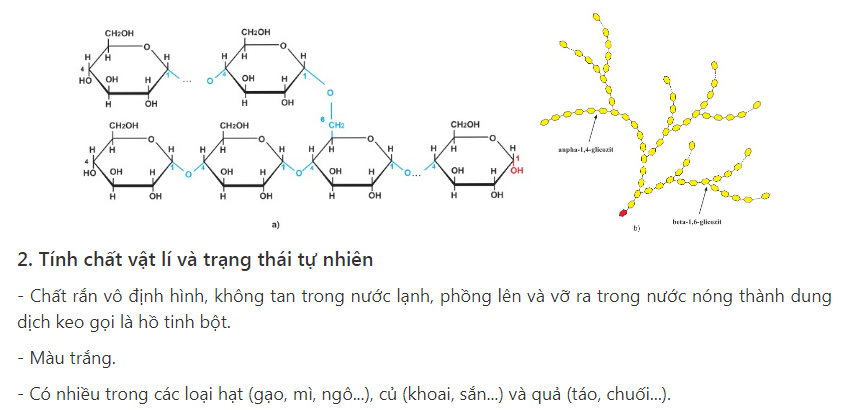 CH₂OH CH₂OH
H O H H O H
H H
4 1 4 1
HO OH H ... O OH H
H OH H OH O
6 CH₂
CH₂OH CH₂OH CH₂OH
H O H H O H H O H H O
H H H H
4 1 4 1 4 1 4 1
HO OH H O OH H O OH H O... OH H OH
H OH H OH H OH H OH
a)
anpha-1,4-glicozit
beta-1,6-glicozit
b)
2. Tính chất vật lí và trạng thái tự nhiên
- Chất rắn vô định hình, không tan trong nước lạnh, phồng lên và vỡ ra trong nước nóng thành dung
dịch keo gọi là hồ tinh bột.
- Màu trắng.
- Có nhiều trong các loại hạt (gạo, mì, ngô...), củ (khoai, sắn...) và quả (táo, chuối...).